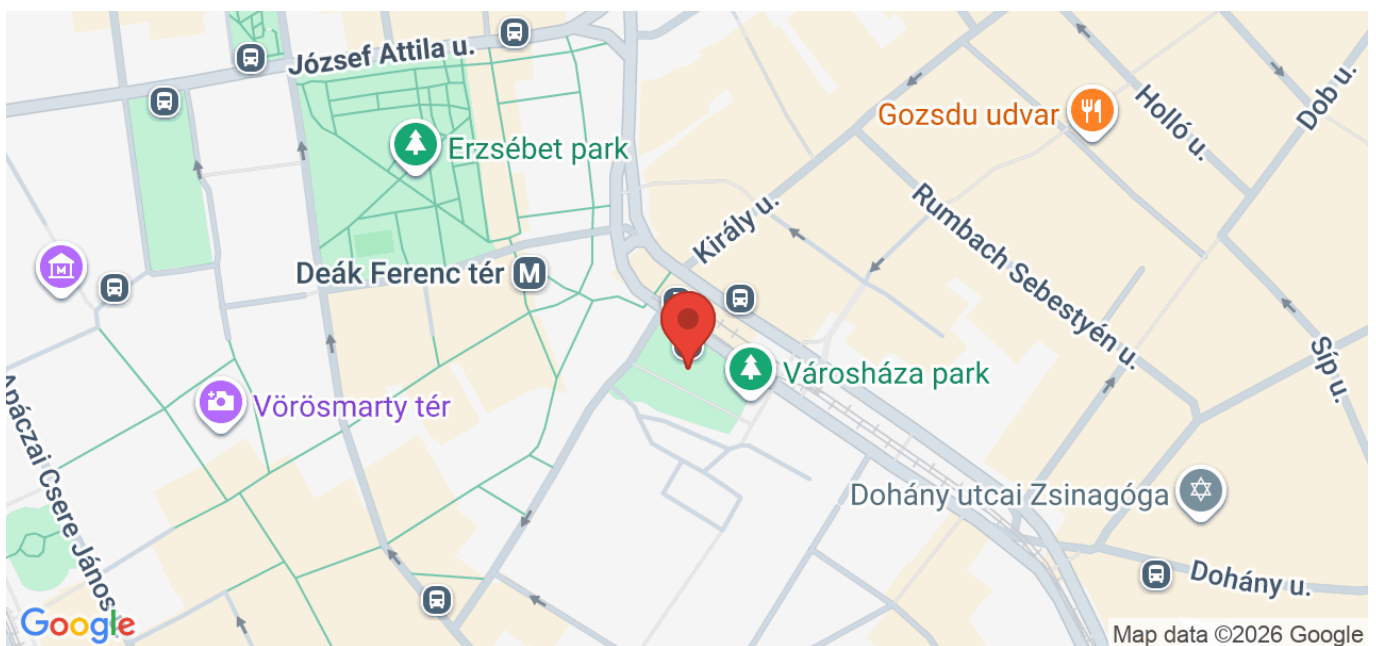 József Attila u.
Gozsdu udvar
Holló u.
Dob u.
Erzsébet park
Király u.
Rumbach Sebestyén u.
Deák Ferenc tér M
M
Síp u.
Városháza park
Vörösmarty tér
Apáczai Csere János
Dohány utcai Zsinagóga
Dohány u.
Google
Map data ©2026 Google